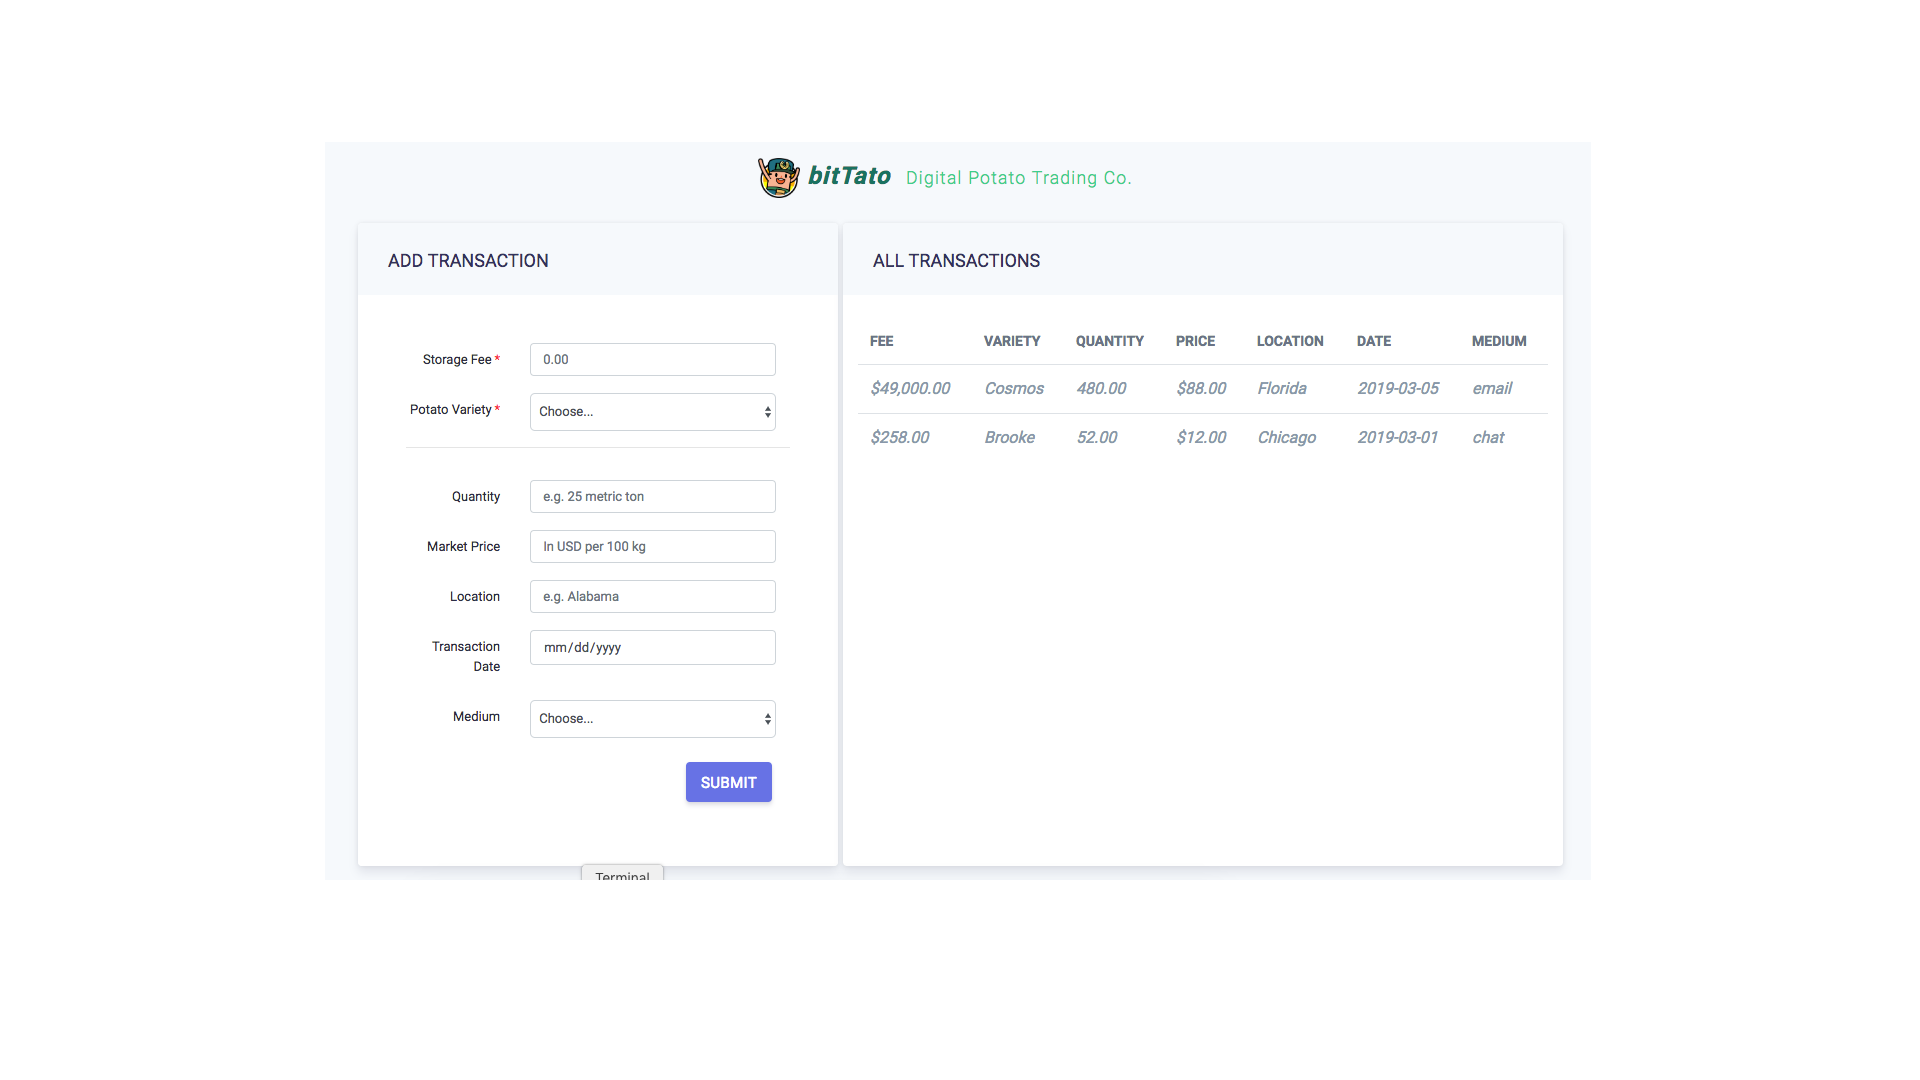 bitTato Digital Potato Trading Co.
ADD TRANSACTION
Storage Fee * 0.00
Potato Variety * Choose...
Quantity e.g. 25 metric ton
Market Price In USD per 100 kg
Location e.g. Alabama
Transaction Date mm/dd/yyyy
Medium Choose...
SUBMIT
Terminal
ALL TRANSACTIONS
FEE VARIETY QUANTITY PRICE LOCATION DATE MEDIUM
$49,000.00 Cosmos 480.00 $88.00 Florida 2019-03-05 email
$258.00 Brooke 52.00 $12.00 Chicago 2019-03-01 chat